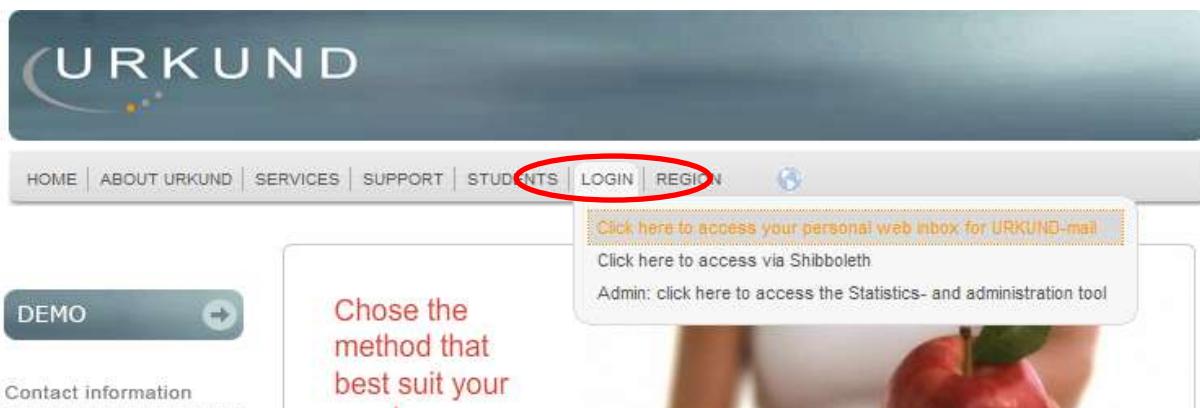 URKUND
HOME | ABOUT URKUND | SERVICES | SUPPORT | STUDENTS | LOGIN | REGION
Click here to access your personal web inbox for URKUND-mail
Click here to access via Shibboleth
Admin: click here to access the Statistics- and administration tool
DEMO
Chose the
method that
best suit your
Contact information